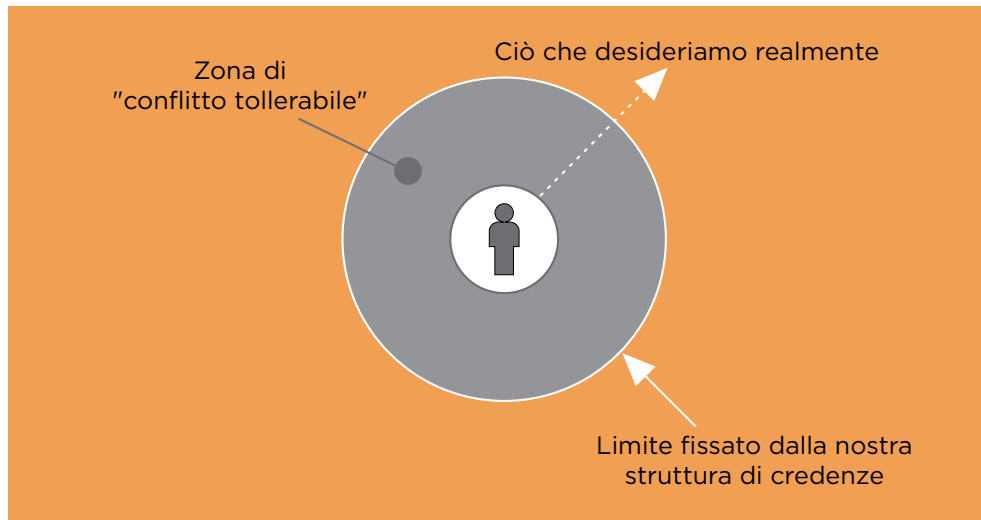 Ciò che desideriamo realmente
Zona di
"conflitto tollerabile"
Limite fissato dalla nostra
struttura di credenze